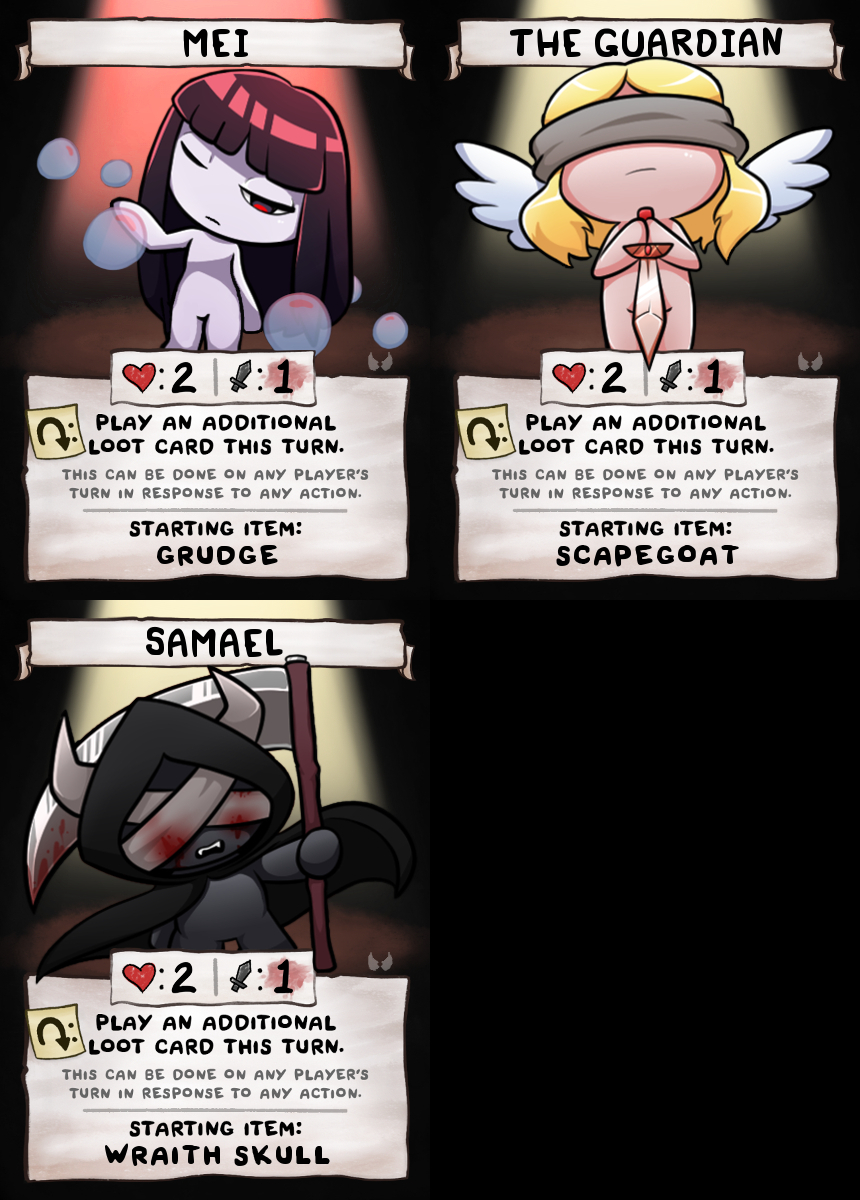 MEI
♥: 2 | 🗡: 1
PLAY AN ADDITIONAL
LOOT CARD THIS TURN.
THIS CAN BE DONE ON ANY PLAYER'S
TURN IN RESPONSE TO ANY ACTION.
STARTING ITEM:
GRUDGE
THE GUARDIAN
♥: 2 | 🗡: 1
PLAY AN ADDITIONAL
LOOT CARD THIS TURN.
THIS CAN BE DONE ON ANY PLAYER'S
TURN IN RESPONSE TO ANY ACTION.
STARTING ITEM:
SCAPEGOAT
SAMAEL
♥: 2 | 🗡: 1
PLAY AN ADDITIONAL
LOOT CARD THIS TURN.
THIS CAN BE DONE ON ANY PLAYER'S
TURN IN RESPONSE TO ANY ACTION.
STARTING ITEM:
WRAITH SKULL